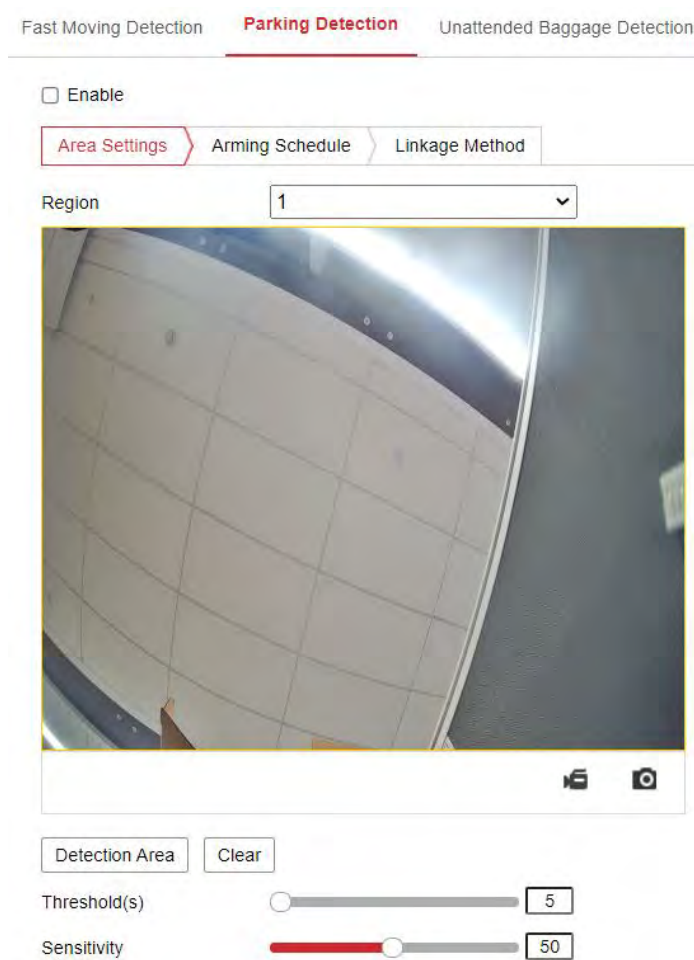 Fast Moving Detection Parking Detection Unattended Baggage Detection
Enable
Area Settings Arming Schedule Linkage Method
Region 1
Detection Area Clear
Threshold(s) 5
Sensitivity 50